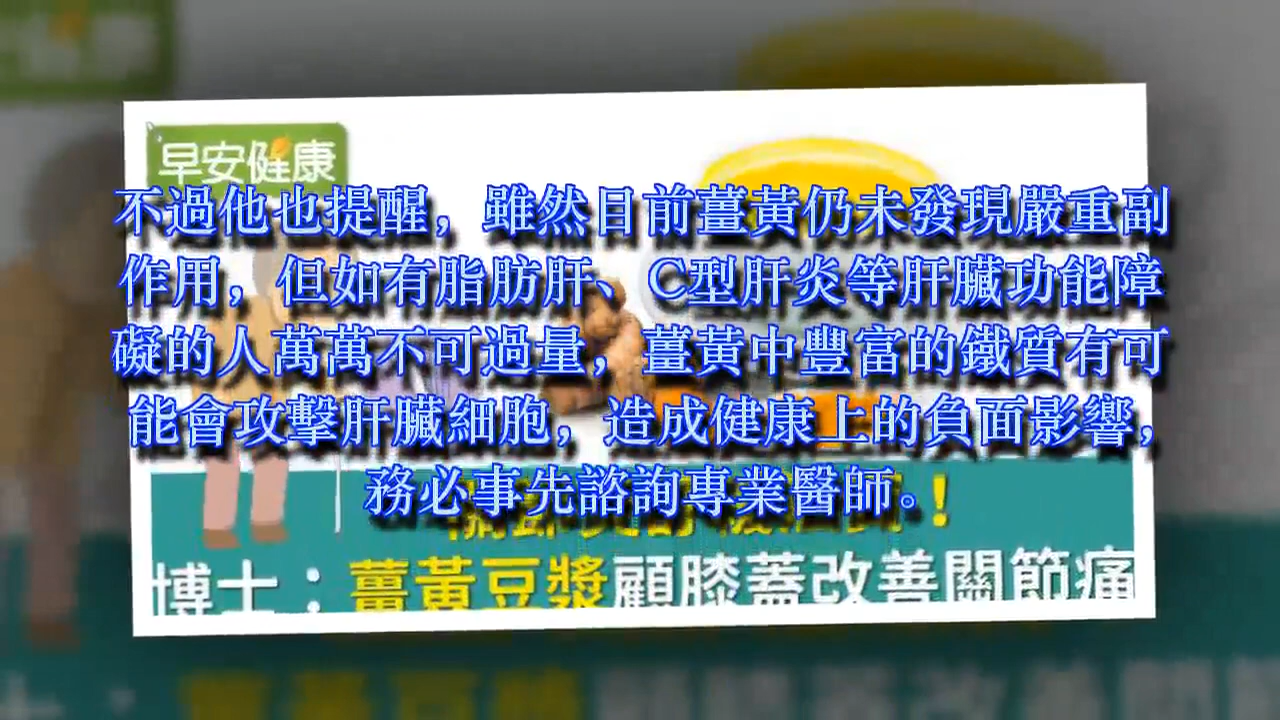 早安健康
不過他也提醒，雖然目前薑黃仍未發現嚴重副
作用，但如有脂肪肝、C型肝炎等肝臟功能障
礙的人萬萬不可過量，薑黃中豐富的鐵質有可
能會攻擊肝臟細胞，造成健康上的負面影響，
務必事先諮詢專業醫師。
博士：薑黃豆漿顧膝蓋改善關節痛